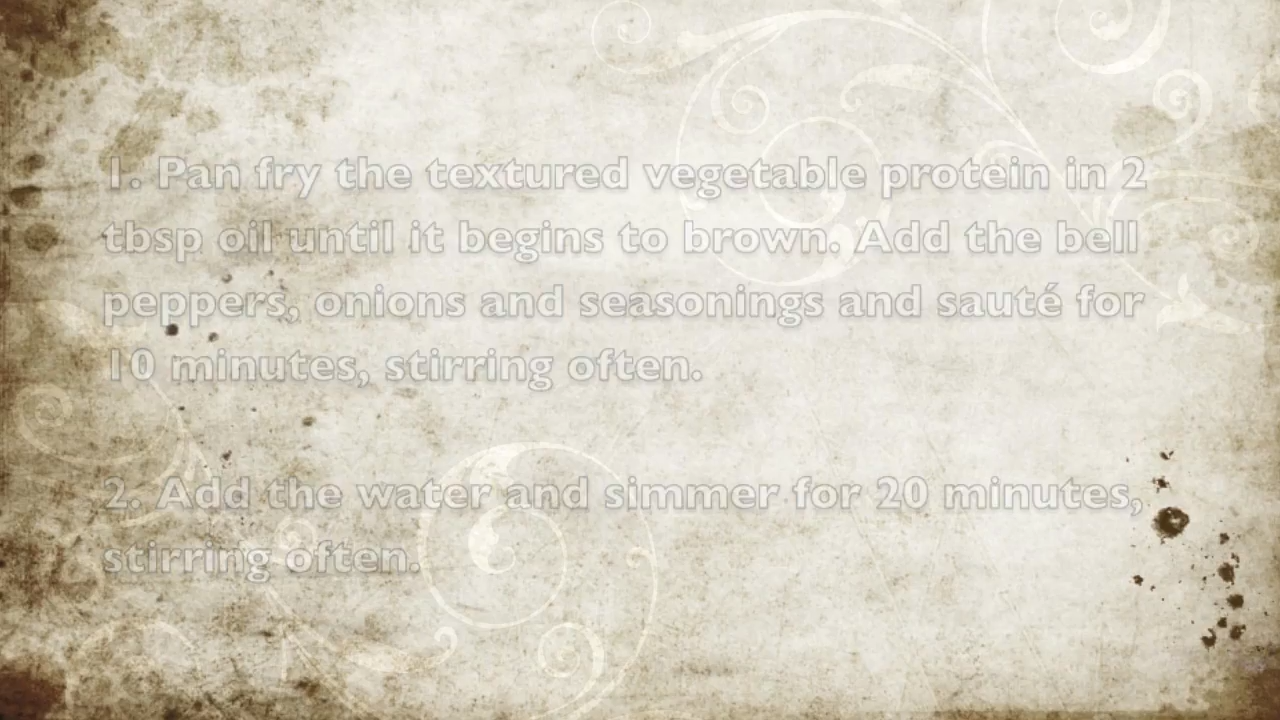 1. Pan fry the textured vegetable protein in 2
tbsp oil until it begins to brown. Add the bell
peppers, onions and seasonings and sauté for
10 minutes, stirring often.
2. Add the water and simmer for 20 minutes,
stirring often.